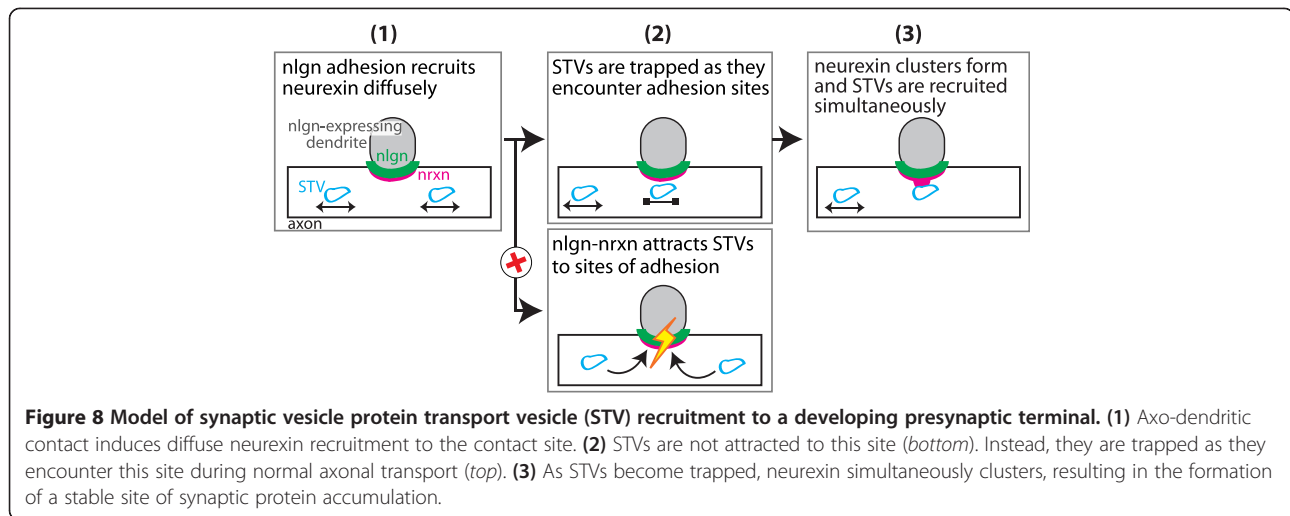 (1)
(2)
(3)
nlgn adhesion recruits
neurexin diffusely
nlgn-expressing
dendrite
nlgn
nrxn
STV
axon
STVs are trapped as they
encounter adhesion sites
neurexin clusters form
and STVs are recruited
simultaneously
nlgn-nrxn attracts STVs
to sites of adhesion
Figure 8 Model of synaptic vesicle protein transport vesicle (STV) recruitment to a developing presynaptic terminal. (1) Axo-dendritic
contact induces diffuse neurexin recruitment to the contact site. (2) STVs are not attracted to this site (bottom). Instead, they are trapped as they
encounter this site during normal axonal transport (top). (3) As STVs become trapped, neurexin simultaneously clusters, resulting in the formation
of a stable site of synaptic protein accumulation.